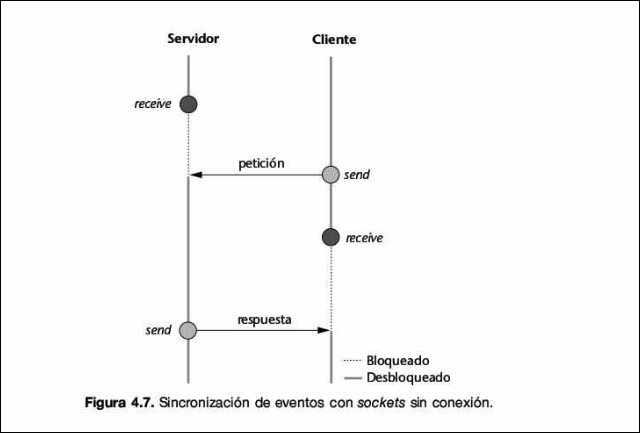 Servidor Cliente
receive
petición
send
receive
respuesta
send
Bloqueado
Desbloqueado
Figura 4.7. Sincronización de eventos con sockets sin conexión.